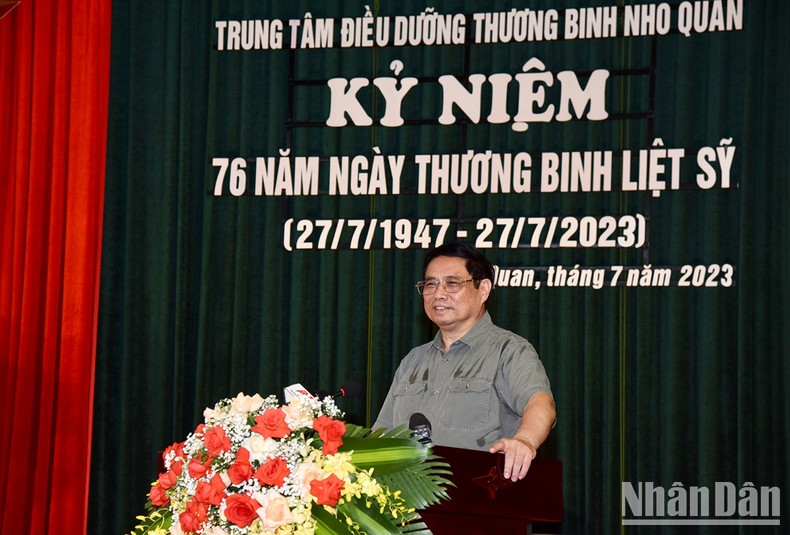 TRUNG TÂM ĐIỀU DƯỠNG THƯƠNG BINH NHO QUAN
KỶ NIỆM
76 NĂM NGÀY THƯƠNG BINH LIỆT SỸ
(27/7/1947 - 27/7/2023)
Quan, tháng 7 năm 2023
NhânDân